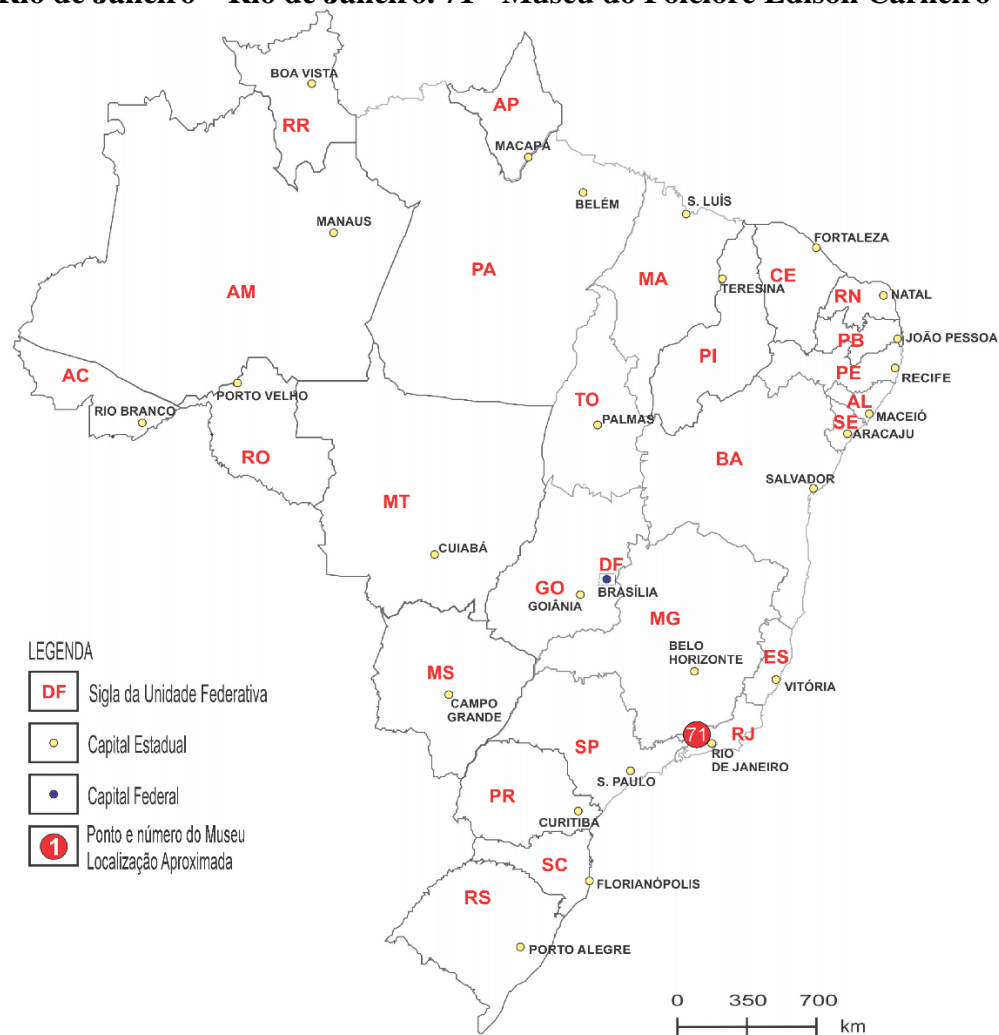 Rio de Janeiro – Rio de Janeiro: 71 - Museu do Folclore Edison Carneiro
BOA VISTA
RR
AP
MACAPÁ
BELÉM
S. LUÍS
MANAUS
FORTALEZA
AM
PA
MA
TERESINA
CE
RN
NATAL
PB
JOÃO PESSOA
PI
PE
RECIFE
AC
PORTO VELHO
RIO BRANCO
TO
PALMAS
AL
MACEIÓ
SE
ARACAJU
RO
BA
SALVADOR
MT
CUIABÁ
DF
BRASÍLIA
GO
GOIÂNIA
MG
BELO
HORIZONTE
ES
VITÓRIA
MS
CAMPO
GRANDE
71
RJ
RIO
DE JANEIRO
SP
S. PAULO
PR
CURITIBA
SC
FLORIANÓPOLIS
RS
PORTO ALEGRE
LEGENDA
DF Sigla da Unidade Federativa
Capital Estadual
Capital Federal
1 Ponto e número do Museu
Localização Aproximada
0 350 700
km